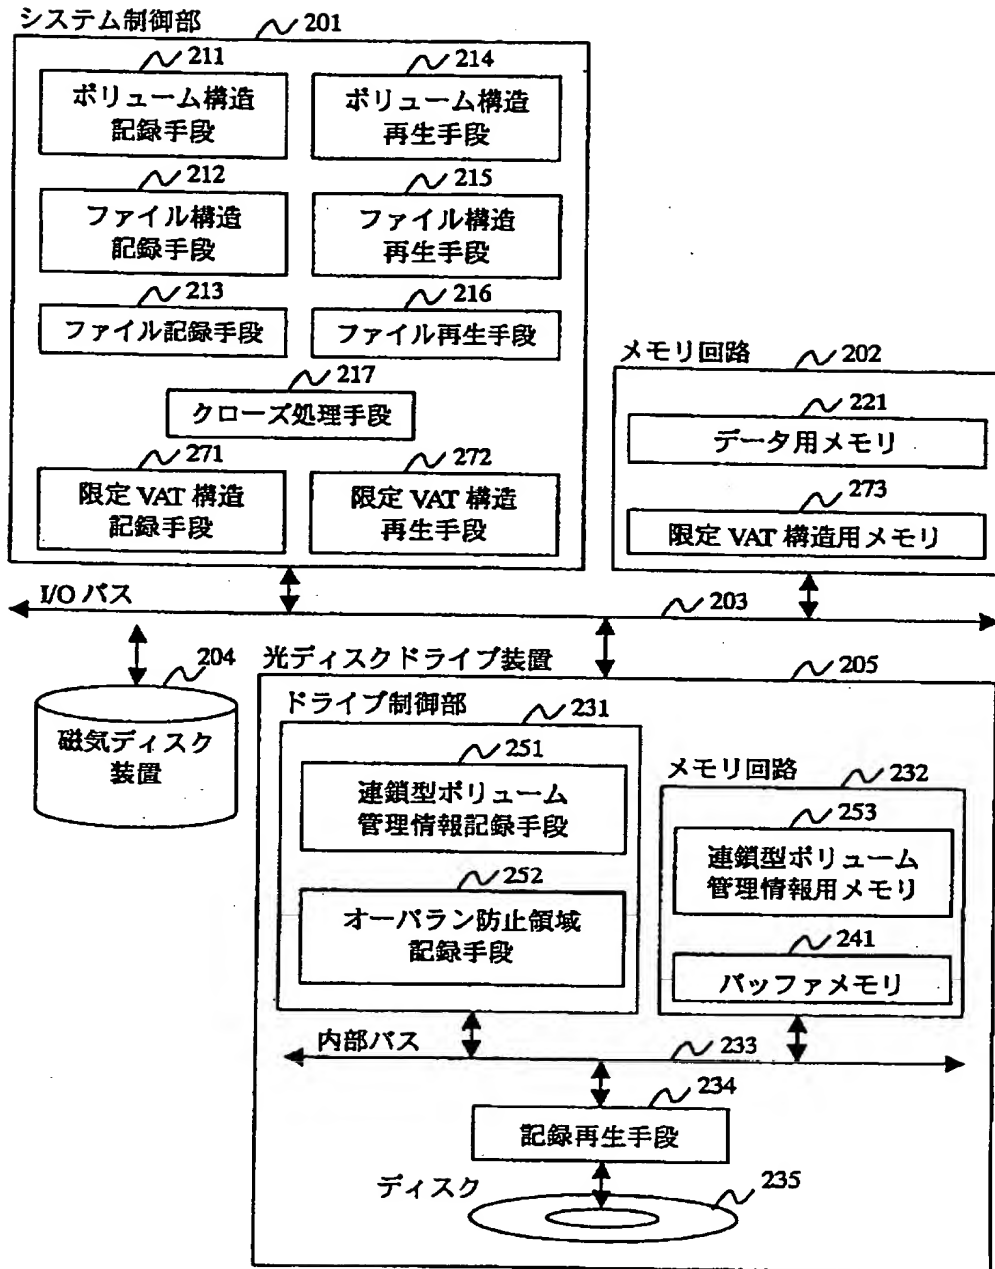 システム制御部 201
211 214
ボリューム構造
記録手段
ボリューム構造
再生手段
212 215
ファイル構造
記録手段
ファイル構造
再生手段
213 216
ファイル記録手段
ファイル再生手段
217
クローズ処理手段
271 272
限定 VAT 構造
記録手段
限定 VAT 構造
再生手段
メモリ回路 202
221
データ用メモリ
273
限定 VAT 構造用メモリ
I/O バス 203
204
磁気ディスク
装置
光ディスクドライブ装置 205
ドライブ制御部 231
251
連鎖型ボリューム
管理情報記録手段
252
オーバラン防止領域
記録手段
メモリ回路 232
253
連鎖型ボリューム
管理情報用メモリ
241
バッファメモリ
内部バス 233
234
記録再生手段
ディスク 235